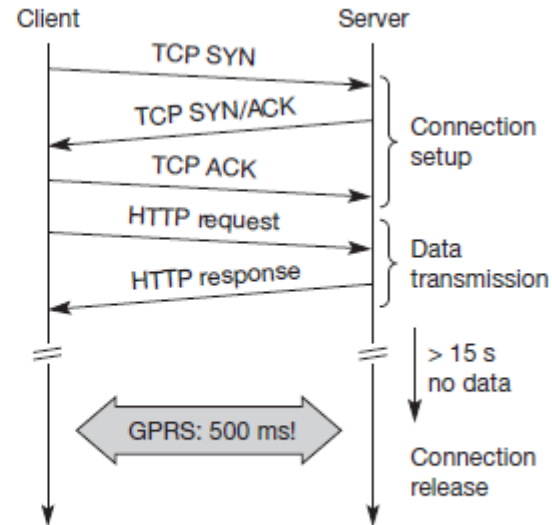 Client
Server
TCP SYN
TCP SYN/ACK
Connection
setup
TCP ACK
HTTP request
Data
transmission
HTTP response
> 15 s
no data
GPRS: 500 ms!
Connection
release